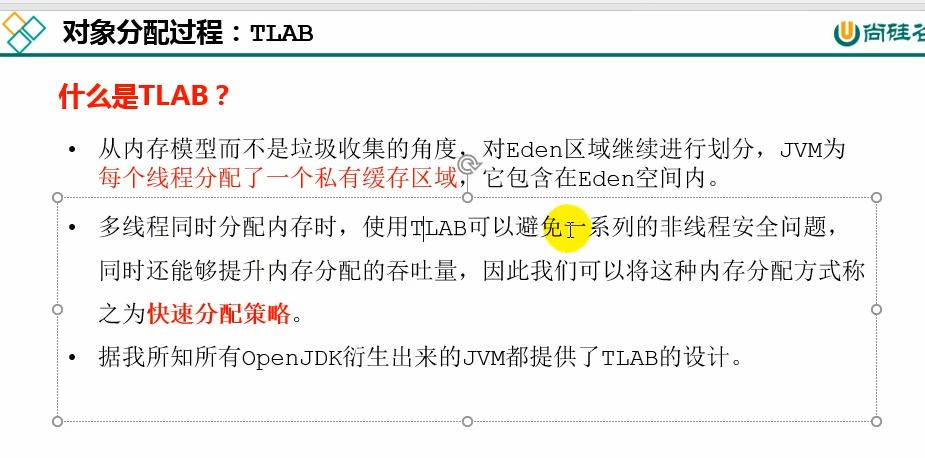 对象分配过程：TLAB
尚硅谷
什么是TLAB？
• 从内存模型而不是垃圾收集的角度，对Eden区域继续进行划分，JVM为
每个线程分配了一个私有缓存区域，它包含在Eden空间内。
• 多线程同时分配内存时，使用TLAB可以避免一系列的非线程安全问题，
同时还能够提升内存分配的吞吐量，因此我们可以将这种内存分配方式称
之为快速分配策略。
• 据我所知所有OpenJDK衍生出来的JVM都提供了TLAB的设计。